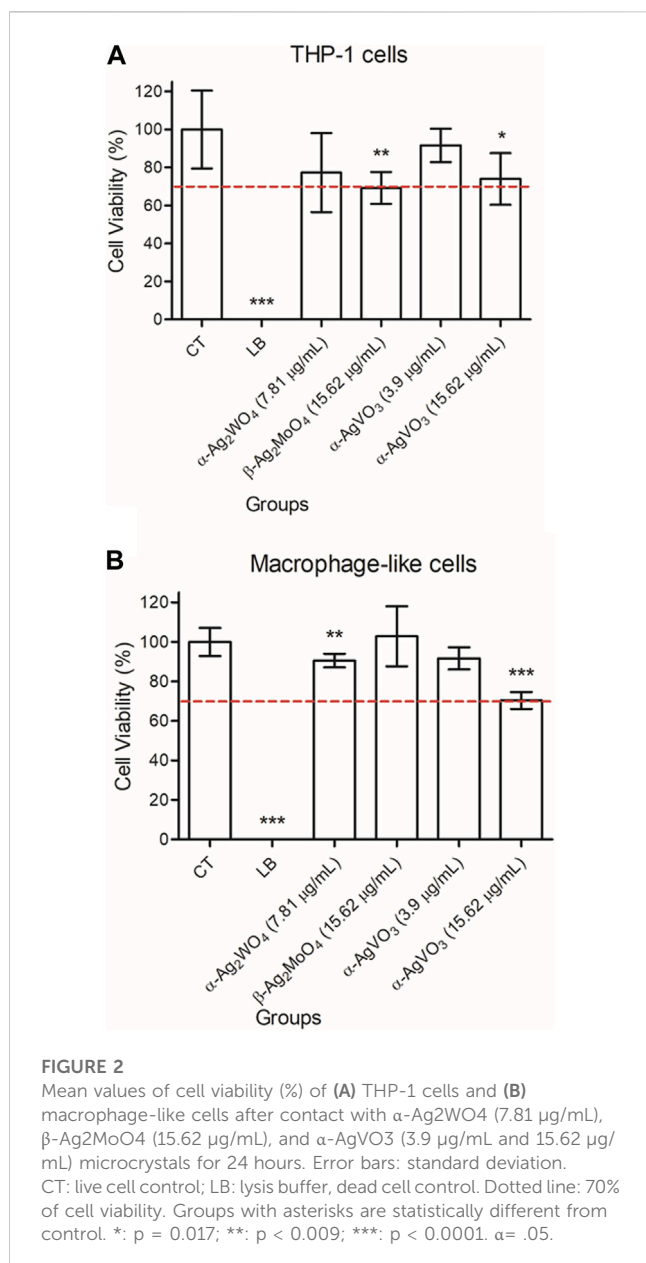 A
THP-1 cells
Cell Viability (%)
120
100
80
60
40
20
0
***
**
*
CT
LB
α-Ag₂WO₄ (7.81 µg/mL)
β-Ag₂MoO₄ (15.62 µg/mL)
α-AgVO₃ (3.9 µg/mL)
α-AgVO₃ (15.62 µg/mL)
Groups
B
Macrophage-like cells
Cell Viability (%)
120
100
80
60
40
20
0
***
**
***
CT
LB
α-Ag₂WO₄ (7.81 µg/mL)
β-Ag₂MoO₄ (15.62 µg/mL)
α-AgVO₃ (3.9 µg/mL)
α-AgVO₃ (15.62 µg/mL)
Groups
FIGURE 2
Mean values of cell viability (%) of (A) THP-1 cells and (B)
macrophage-like cells after contact with α-Ag2WO4 (7.81 µg/mL),
β-Ag2MoO4 (15.62 µg/mL), and α-AgVO3 (3.9 µg/mL and 15.62 µg/
mL) microcrystals for 24 hours. Error bars: standard deviation.
CT: live cell control; LB: lysis buffer, dead cell control. Dotted line: 70%
of cell viability. Groups with asterisks are statistically different from
control. *: p = 0.017; **: p < 0.009; ***: p < 0.0001. α= .05.